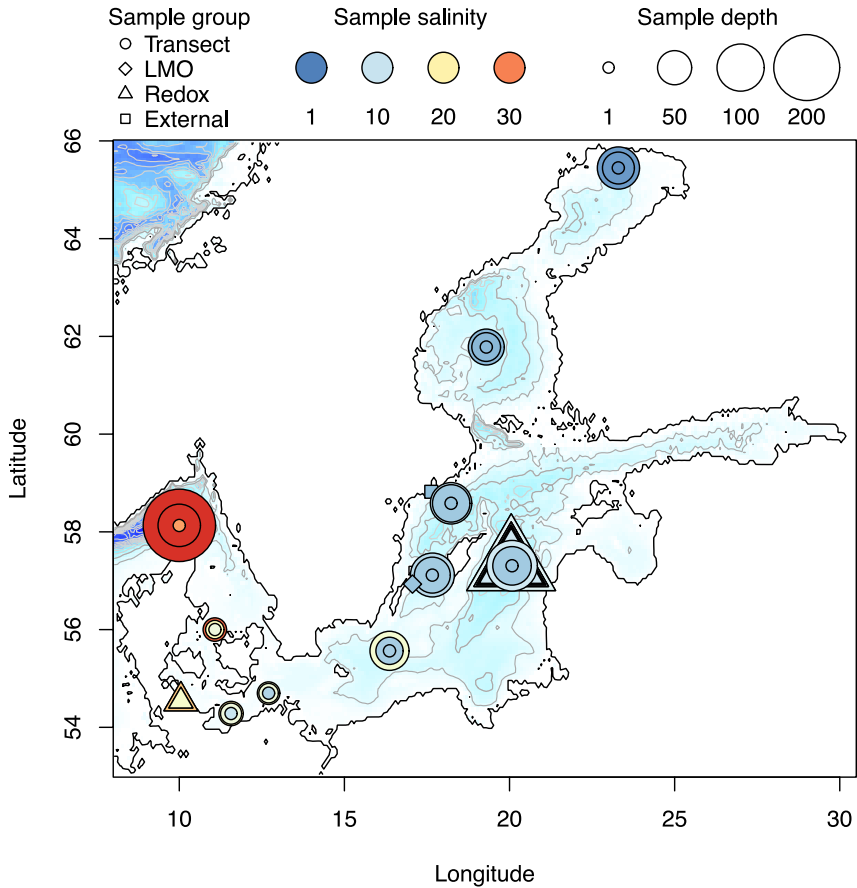 Sample group Sample salinity Sample depth
Transect
LMO
Redox
External 1 10 20 30 1 50 100 200
66
64
62
60
58
56
54
Latitude
10 15 20 25 30
Longitude